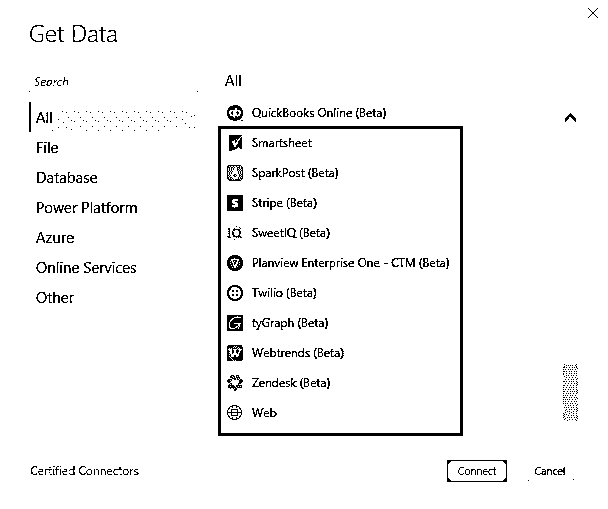 Get Data
Search
All
File
Database
Power Platform
Azure
Online Services
Other
All
QuickBooks Online (Beta)
Smartsheet
SparkPost (Beta)
Stripe (Beta)
SweetIQ (Beta)
Planview Enterprise One - CTM (Beta)
Twilio (Beta)
tyGraph (Beta)
Webtrends (Beta)
Zendesk (Beta)
Web
Certified Connectors
Connect
Cancel